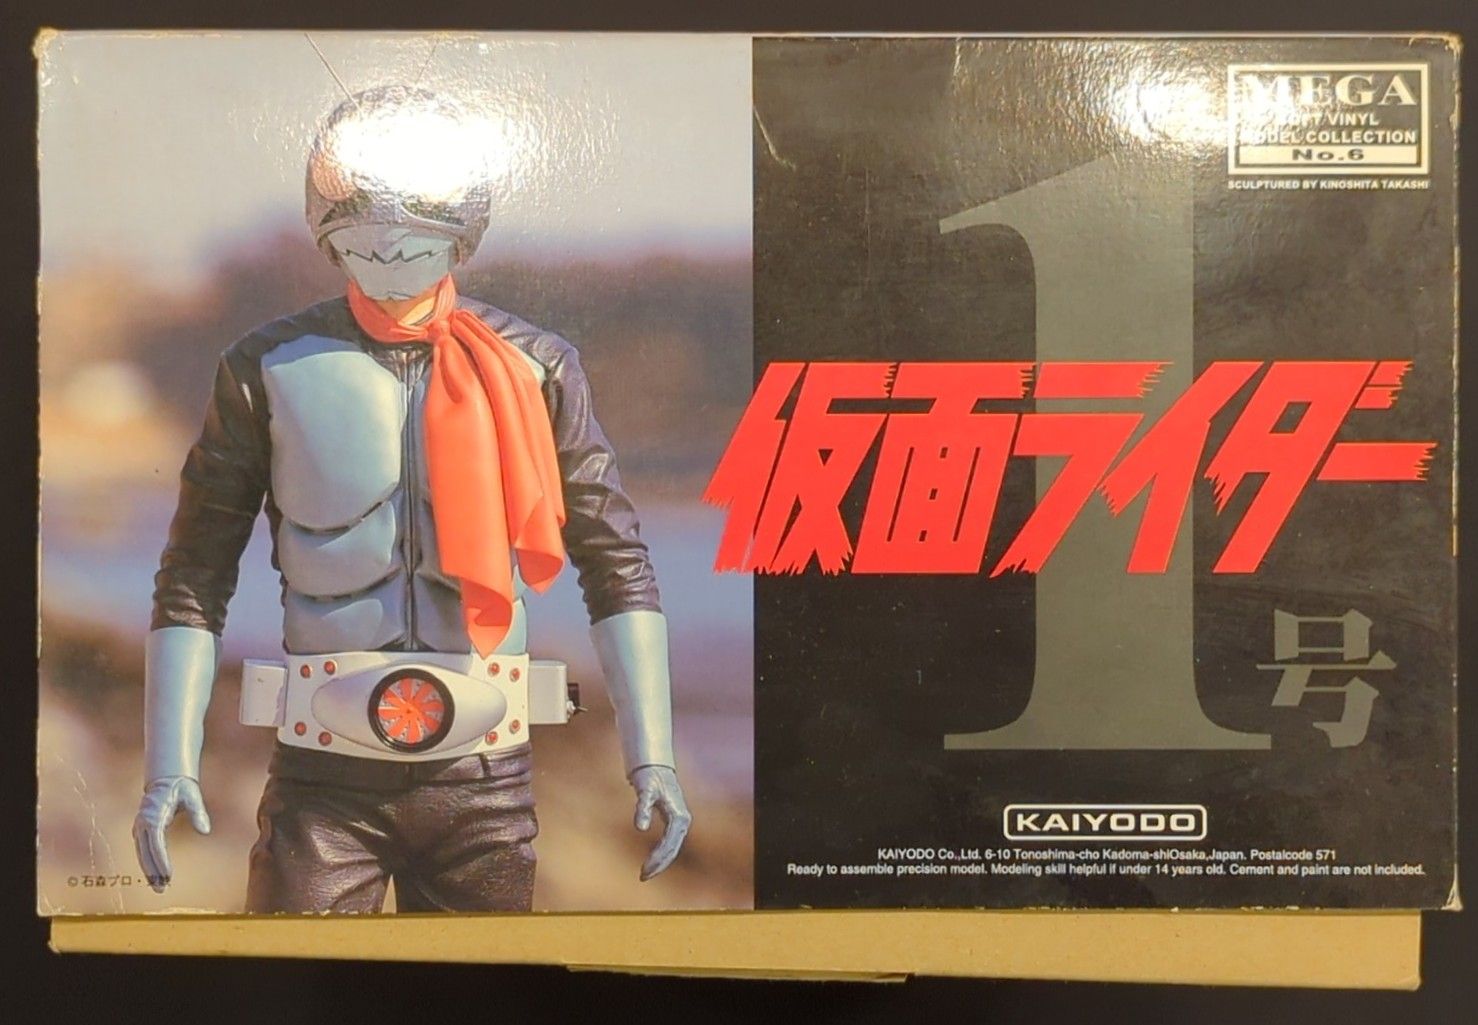 MEGA
SOFT VINYL
MODEL COLLECTION
No.6
SCULPTURED BY KINOSHITA TAKASHI
仮面ライダー
1
号
KAIYODO
KAIYODO Co.,Ltd. 6-10 Tonoshima-cho Kadoma-shiOsaka,Japan. Postalcode 571
Ready to assemble precision model. Modeling skill helpful if under 14 years old. Cement and paint are not included.
©石森プロ・東映